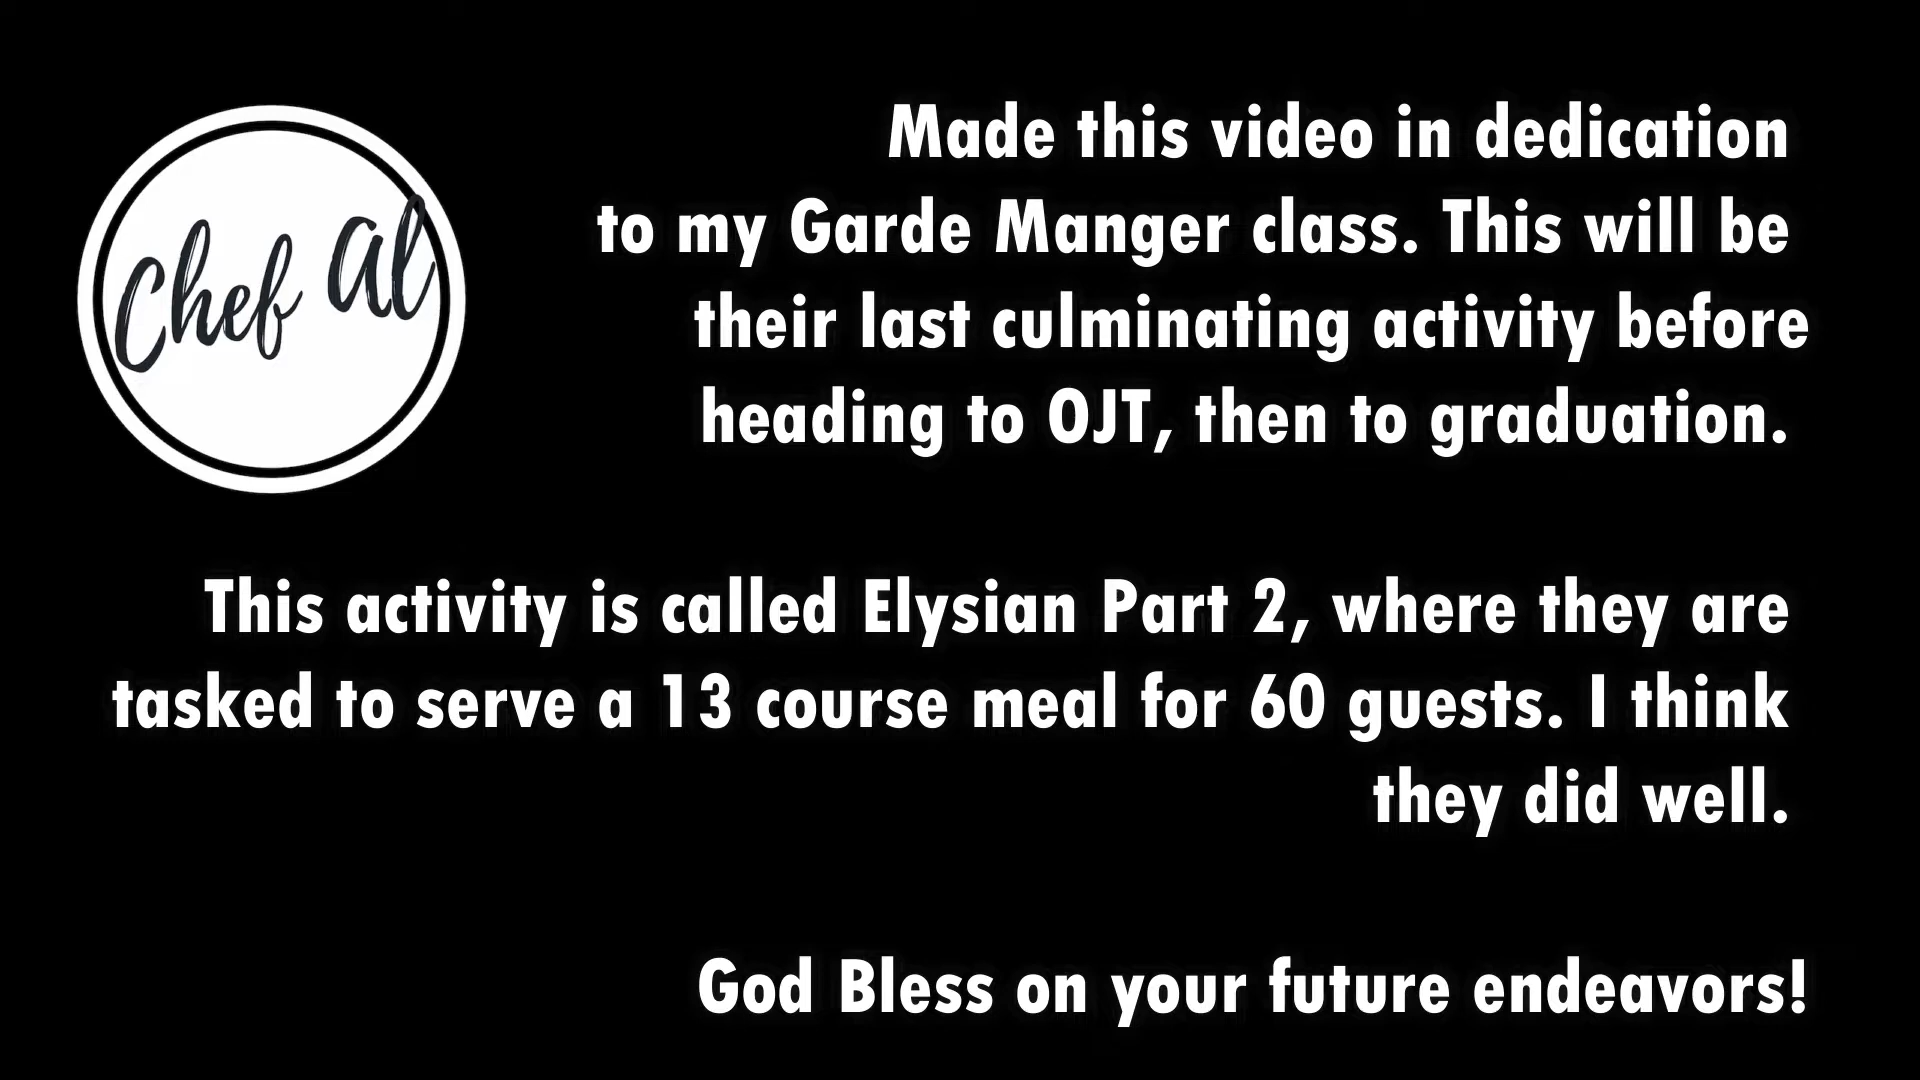 Chef Al
Made this video in dedication
to my Garde Manger class. This will be
their last culminating activity before
heading to OJT, then to graduation.
This activity is called Elysian Part 2, where they are
tasked to serve a 13 course meal for 60 guests. I think
they did well.
God Bless on your future endeavors!